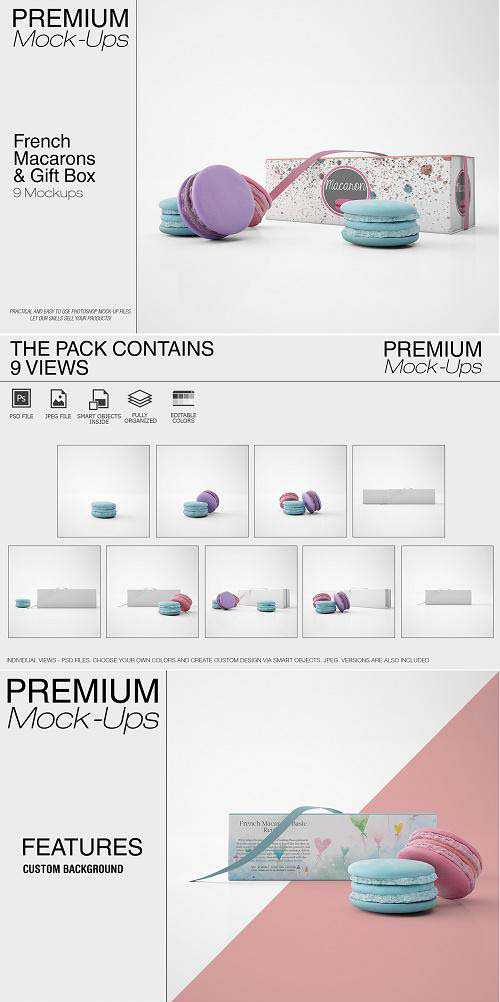 PREMIUM
Mock-Ups
French
Macarons
& Gift Box
9 Mockups
PRACTICAL AND EASY TO USE PHOTOSHOP MOCK-UP FILES.
LET OUR SKILLS SELL YOUR PRODUCTS!
Macaron
THE PACK CONTAINS
9 VIEWS
PREMIUM
Mock-Ups
Ps
PSD FILE
JPEG FILE
SMART OBJECTS
INSIDE
FULLY
ORGANIZED
EDITABLE
COLORS
INDIVIDUAL VIEWS - PSD FILES. CHOOSE YOUR OWN COLORS AND CREATE CUSTOM DESIGN VIA SMART OBJECTS. JPEG. VERSIONS ARE ALSO INCLUDED
PREMIUM
Mock-Ups
FEATURES
CUSTOM BACKGROUND
French Macaron Basic